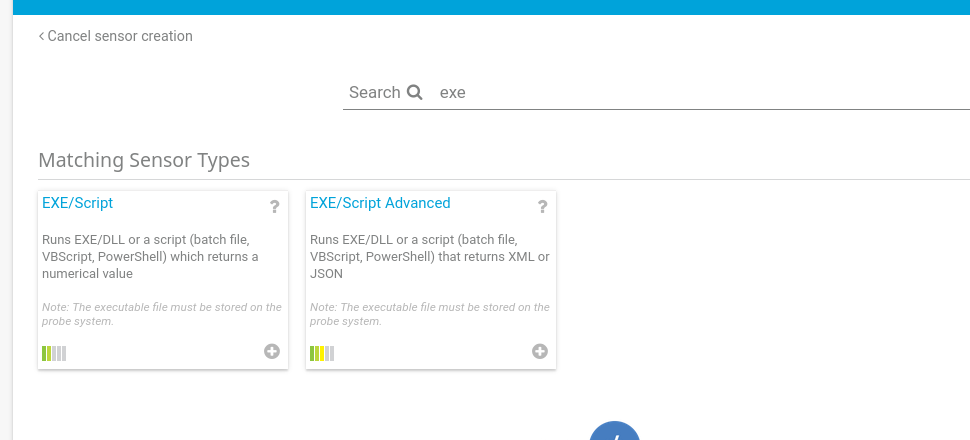 < Cancel sensor creation
Search exe
Matching Sensor Types
EXE/Script ?
Runs EXE/DLL or a script (batch file,
VBScript, PowerShell) which returns a
numerical value
Note: The executable file must be stored on the
probe system.
EXE/Script Advanced ?
Runs EXE/DLL or a script (batch file,
VBScript, PowerShell) that returns XML or
JSON
Note: The executable file must be stored on the
probe system.